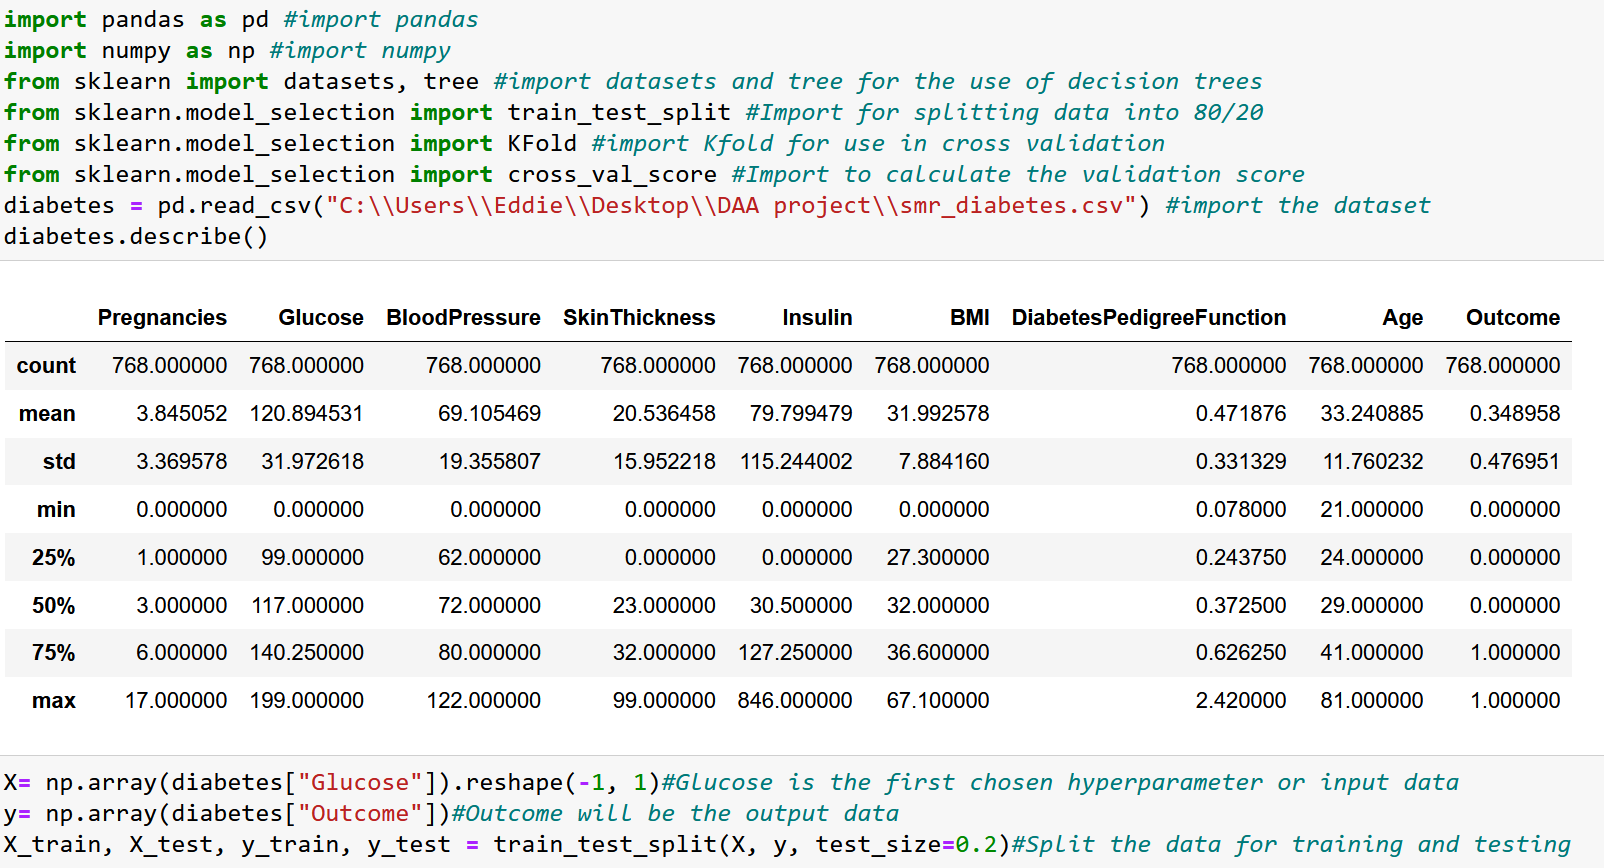 import pandas as pd #import pandas
import numpy as np #import numpy
from sklearn import datasets, tree #import datasets and tree for the use of decision trees
from sklearn.model_selection import train_test_split #Import for splitting data into 80/20
from sklearn.model_selection import KFold #import Kfold for use in cross validation
from sklearn.model_selection import cross_val_score #Import to calculate the validation score
diabetes = pd.read_csv("C:\\Users\\Eddie\\Desktop\\DAA project\\smr_diabetes.csv") #import the dataset
diabetes.describe()
Pregnancies Glucose BloodPressure SkinThickness Insulin BMI DiabetesPedigreeFunction Age Outcome
count 768.000000 768.000000 768.000000 768.000000 768.000000 768.000000 768.000000 768.000000 768.000000
mean 3.845052 120.894531 69.105469 20.536458 79.799479 31.992578 0.471876 33.240885 0.348958
std 3.369578 31.972618 19.355807 15.952218 115.244002 7.884160 0.331329 11.760232 0.476951
min 0.000000 0.000000 0.000000 0.000000 0.000000 0.000000 0.078000 21.000000 0.000000
25% 1.000000 99.000000 62.000000 0.000000 0.000000 27.300000 0.243750 24.000000 0.000000
50% 3.000000 117.000000 72.000000 23.000000 30.500000 32.000000 0.372500 29.000000 0.000000
75% 6.000000 140.250000 80.000000 32.000000 127.250000 36.600000 0.626250 41.000000 1.000000
max 17.000000 199.000000 122.000000 99.000000 846.000000 67.100000 2.420000 81.000000 1.000000
X= np.array(diabetes["Glucose"]).reshape(-1, 1)#Glucose is the first chosen hyperparameter or input data
y= np.array(diabetes["Outcome"])#Outcome will be the output data
X_train, X_test, y_train, y_test = train_test_split(X, y, test_size=0.2)#Split the data for training and testing